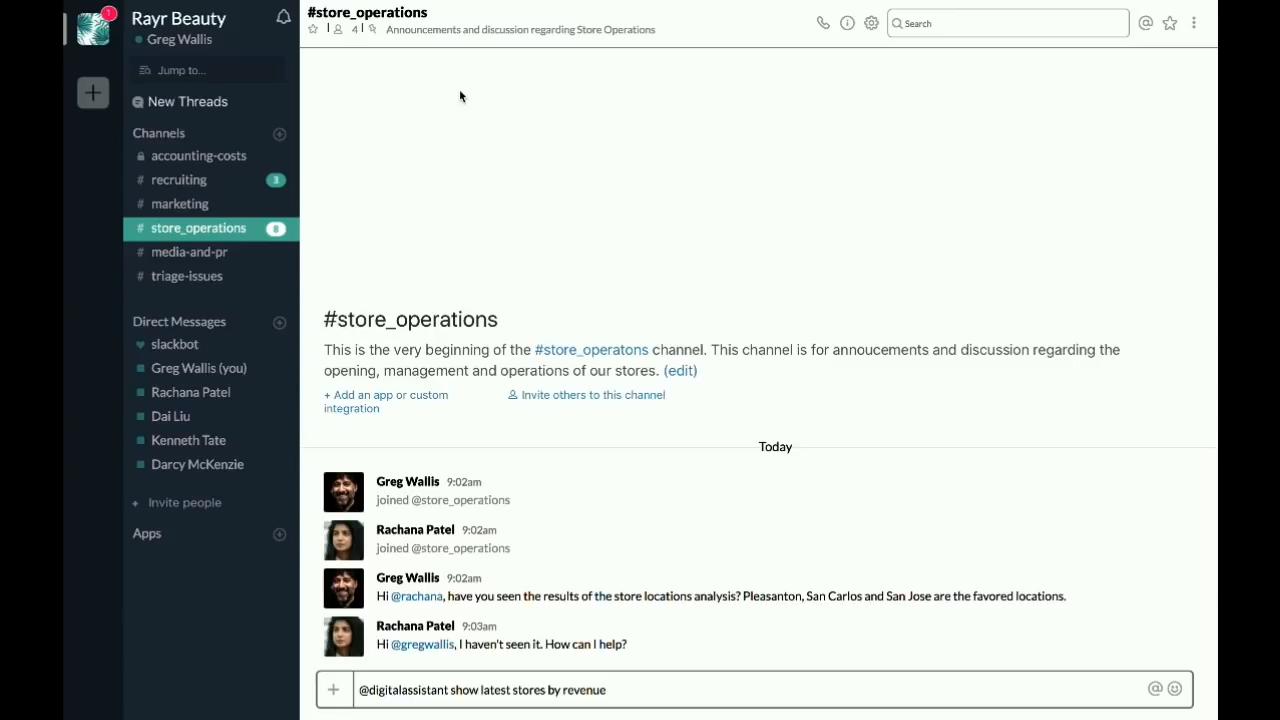 1
Rayr Beauty
Greg Wallis
Jump to...
New Threads
Channels
accounting-costs
# recruiting 3
# marketing
# store_operations 8
# media-and-pr
# triage-issues
Direct Messages
slackbot
Greg Wallis (you)
Rachana Patel
Dai Liu
Kenneth Tate
Darcy McKenzie
+ Invite people
Apps
#store_operations
4 Announcements and discussion regarding Store Operations
Search
#store_operations
This is the very beginning of the #store_operatons channel. This channel is for annoucements and discussion regarding the
opening, management and operations of our stores. (edit)
+ Add an app or custom
integration
Invite others to this channel
Today
Greg Wallis 9:02am
joined @store_operations
Rachana Patel 9:02am
joined @store_operations
Greg Wallis 9:02am
Hi @rachana, have you seen the results of the store locations analysis? Pleasanton, San Carlos and San Jose are the favored locations.
Rachana Patel 9:03am
Hi @gregwallis, I haven't seen it. How can I help?
@digitalassistant show latest stores by revenue